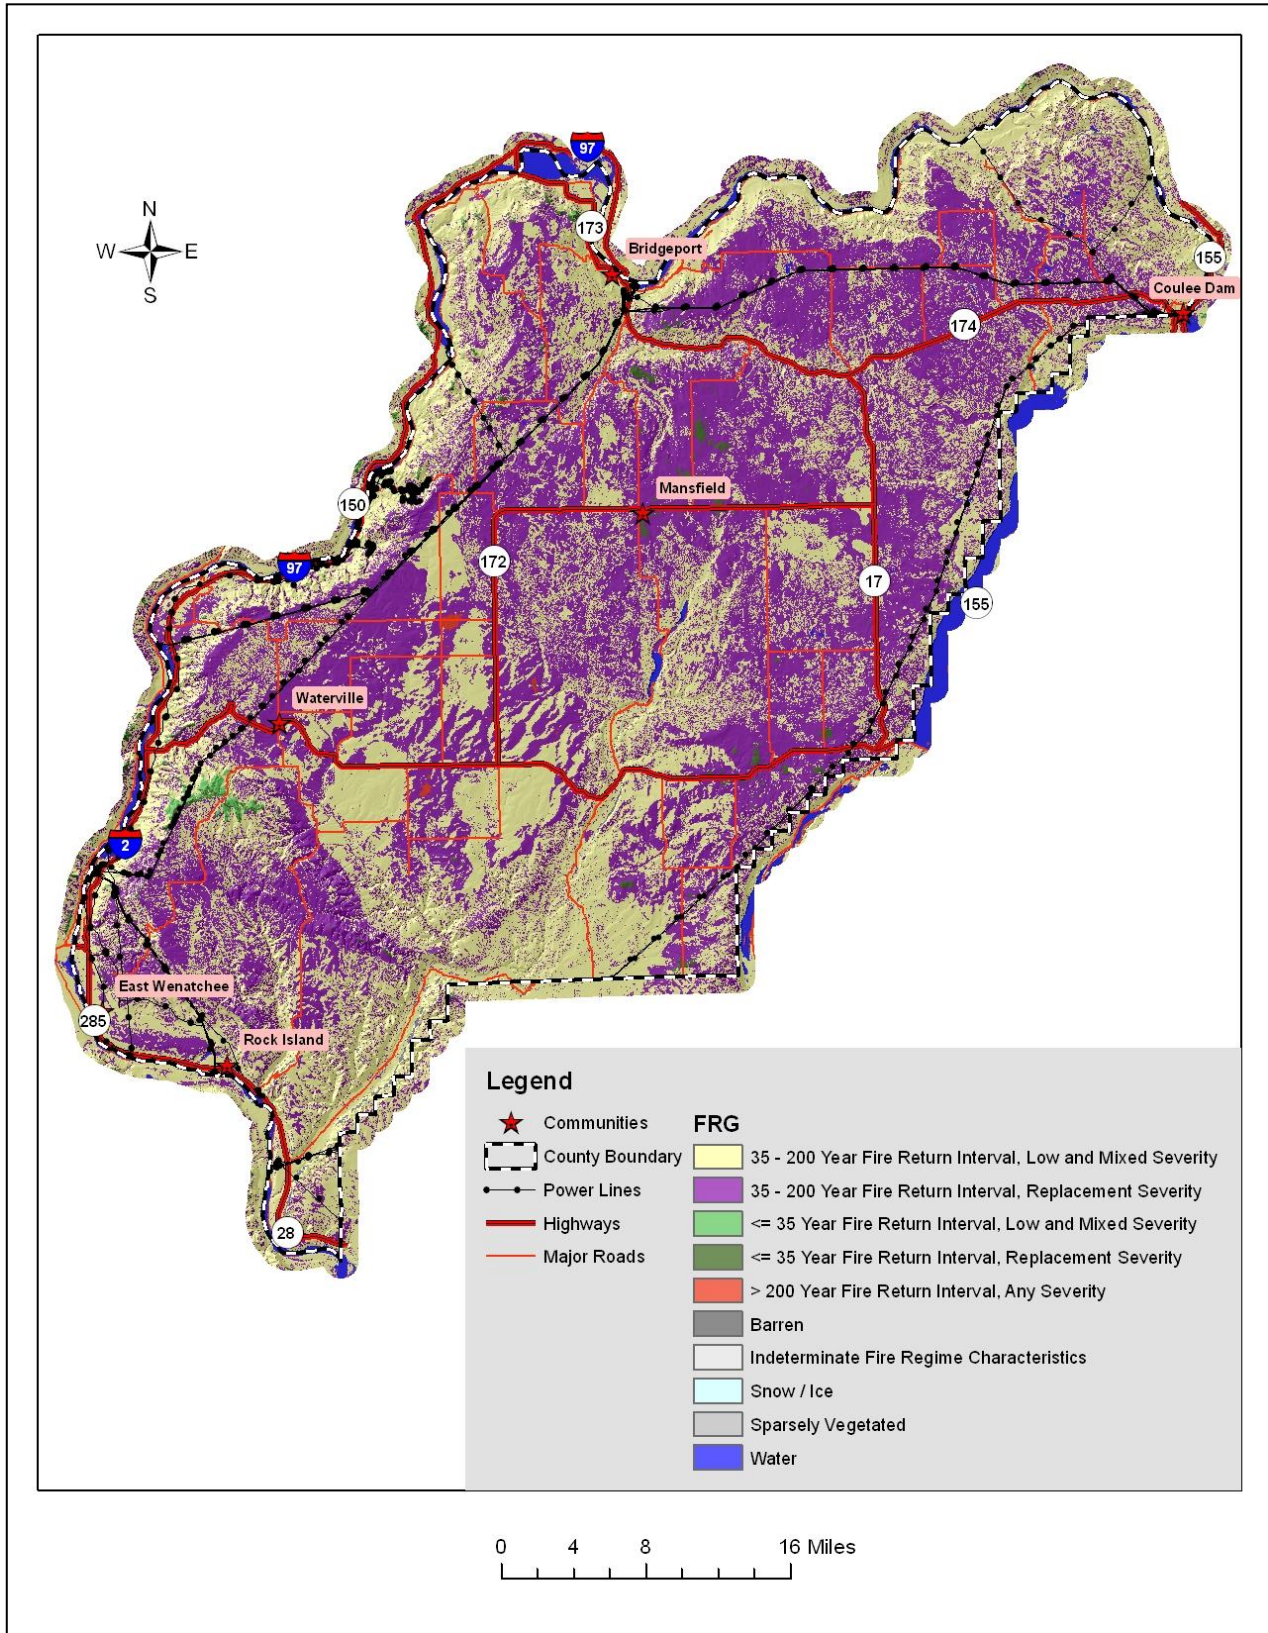 97
N
W E
S
173
Bridgeport
155
Coulee Dam
174
Mansfield
150
172
97
17
155
Waterville
2
East Wenatchee
285
Rock Island
28
Legend
Communities
County Boundary
Power Lines
Highways
Major Roads
FRG
35 - 200 Year Fire Return Interval, Low and Mixed Severity
35 - 200 Year Fire Return Interval, Replacement Severity
<= 35 Year Fire Return Interval, Low and Mixed Severity
<= 35 Year Fire Return Interval, Replacement Severity
> 200 Year Fire Return Interval, Any Severity
Barren
Indeterminate Fire Regime Characteristics
Snow / Ice
Sparsely Vegetated
Water
0 4 8 16 Miles